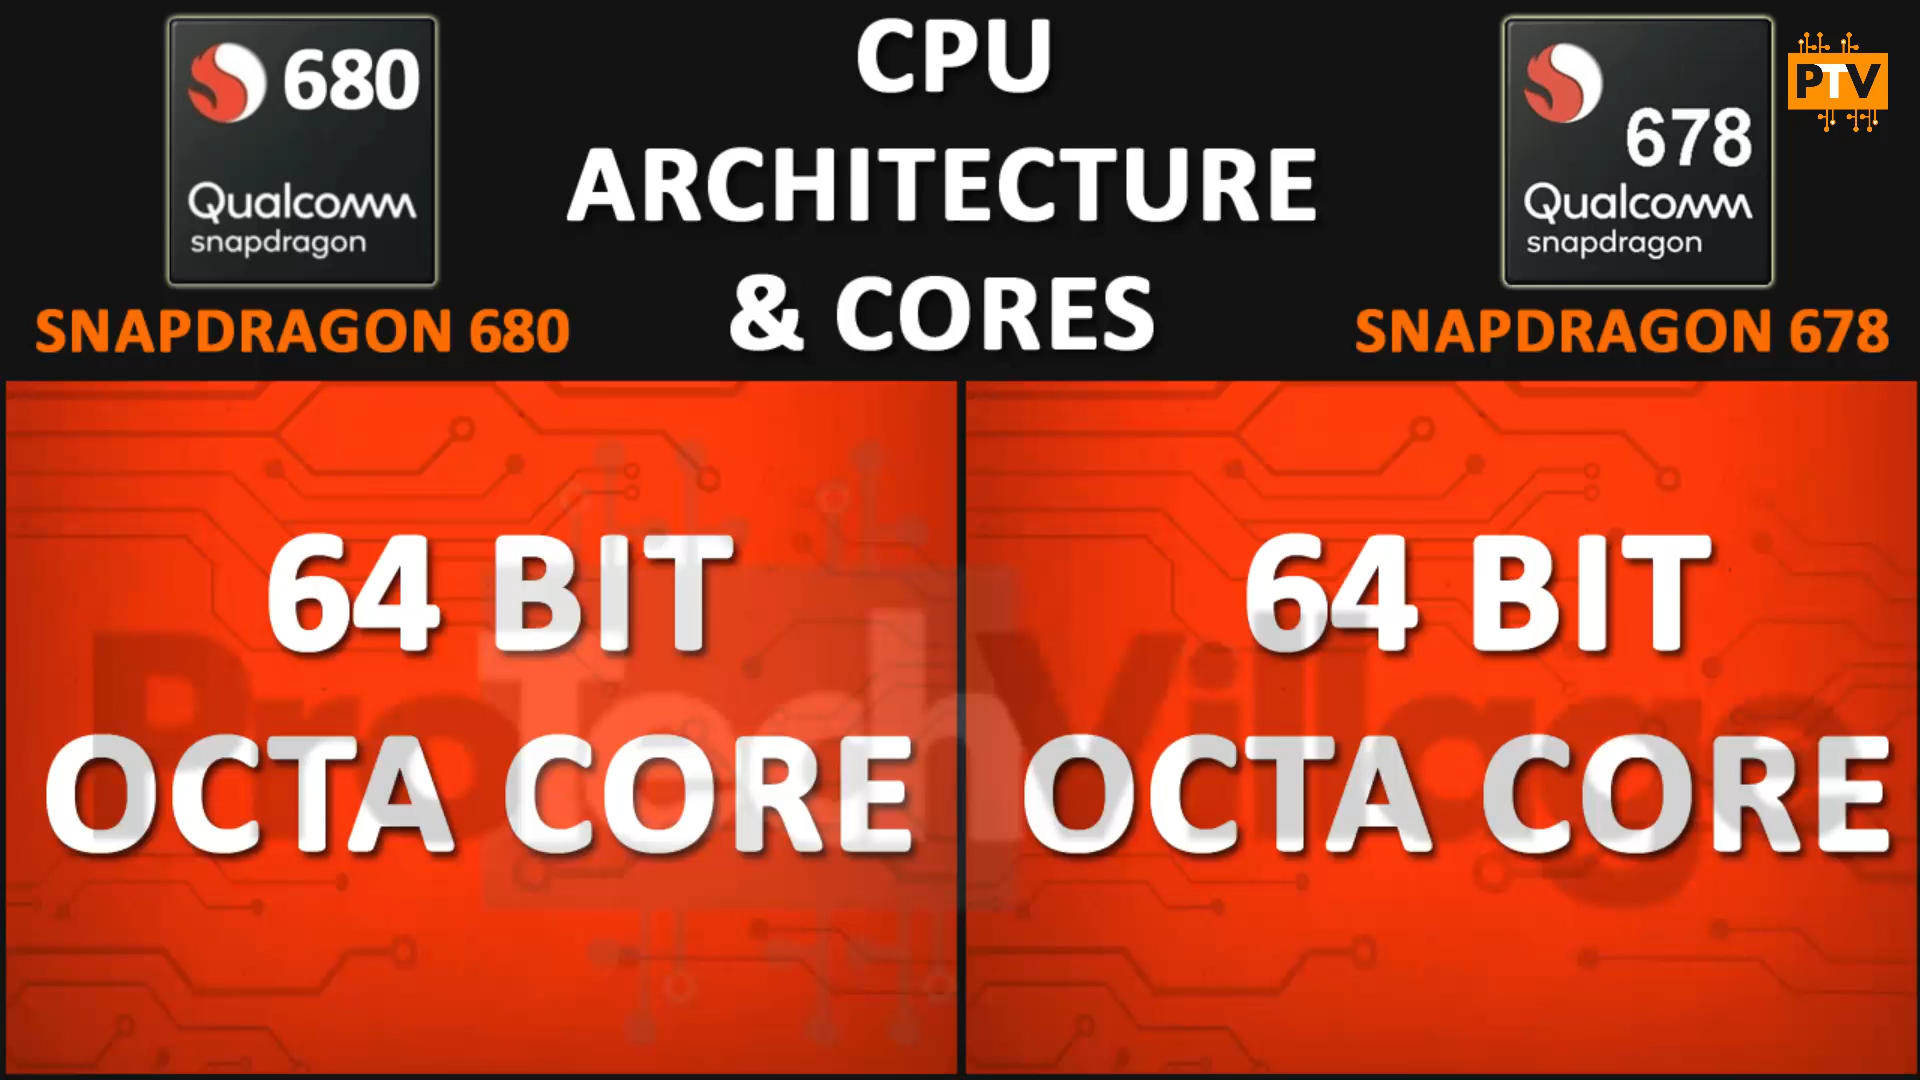 680
Qualcomm
snapdragon
SNAPDRAGON 680
CPU
ARCHITECTURE
& CORES
678
Qualcomm
snapdragon
PTV
SNAPDRAGON 678
64 BIT
OCTA CORE
64 BIT
OCTA CORE
ProTechVillage